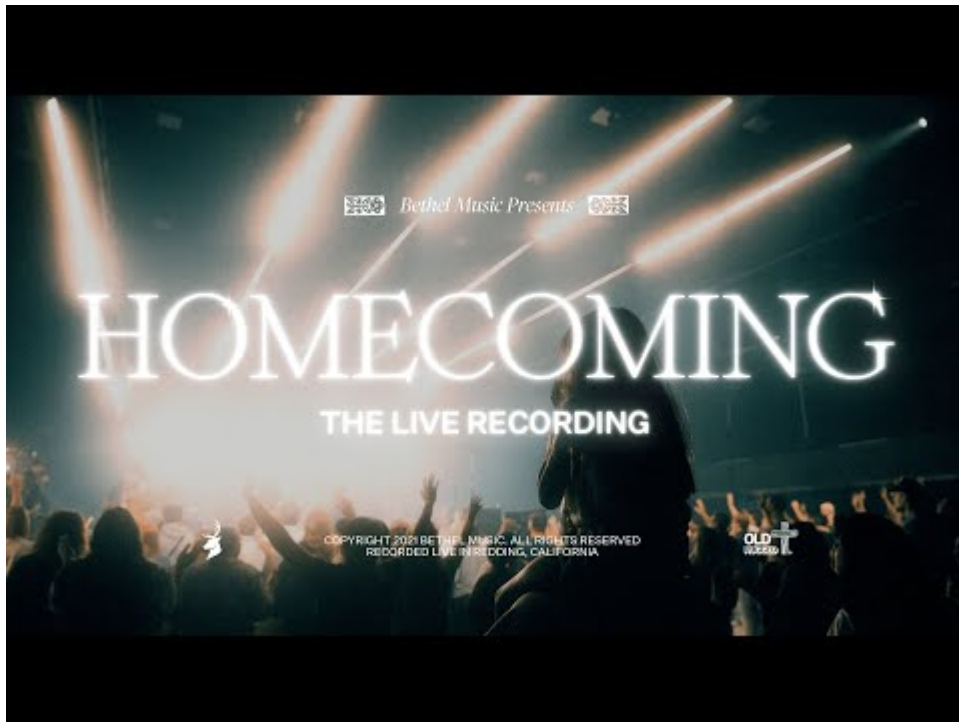 Bethel Music Presents
HOMECOMING
THE LIVE RECORDING
COPYRIGHT 2021 BETHEL MUSIC. ALL RIGHTS RESERVED
RECORDED LIVE IN REDDING, CALIFORNIA
OLD